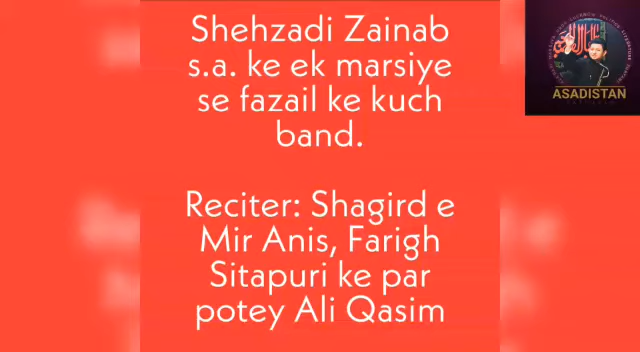 Shehzadi Zainab
s.a. ke ek marsiye
se fazail ke kuch
band.
Reciter: Shagird e
Mir Anis, Farigh
Sitapuri ke par
potey Ali Qasim
ASADISTAN